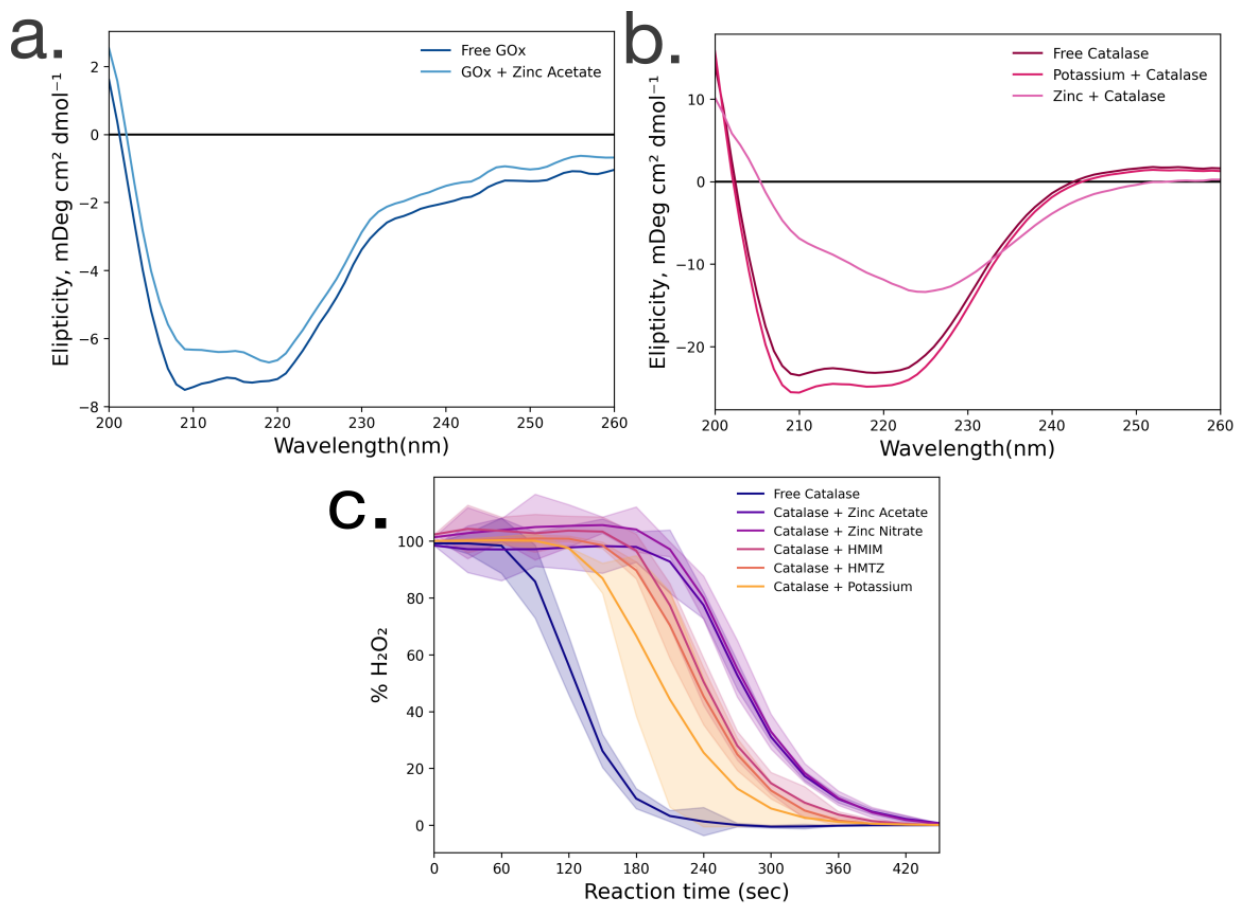 a.
Free GOx
GOx + Zinc Acetate
Elipticity, mDeg cm² dmol⁻¹
2
0
−2
−4
−6
−8
200 210 220 230 240 250 260
Wavelength(nm)
b.
Free Catalase
Potassium + Catalase
Zinc + Catalase
Elipticity, mDeg cm² dmol⁻¹
10
0
−10
−20
200 210 220 230 240 250 260
Wavelength(nm)
c.
Free Catalase
Catalase + Zinc Acetate
Catalase + Zinc Nitrate
Catalase + HMIM
Catalase + HMTZ
Catalase + Potassium
% H₂O₂
100
80
60
40
20
0
0 60 120 180 240 300 360 420
Reaction time (sec)